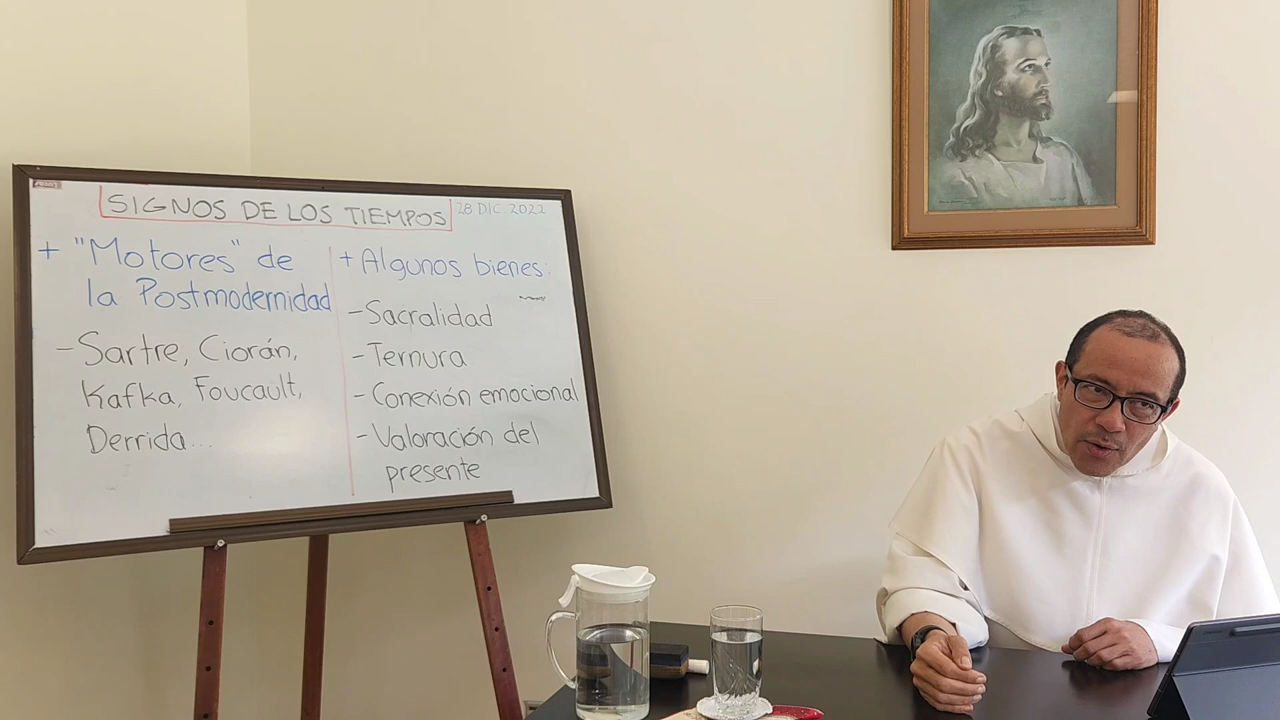 SIGNOS DE LOS TIEMPOS
28 DIC. 2022
+ "Motores" de
la Postmodernidad
- Sartre, Ciorán,
Kafka, Foucault,
Derrida...
+ Algunos bienes:
- Sacralidad
- Ternura
- Conexión emocional
- Valoración del
presente